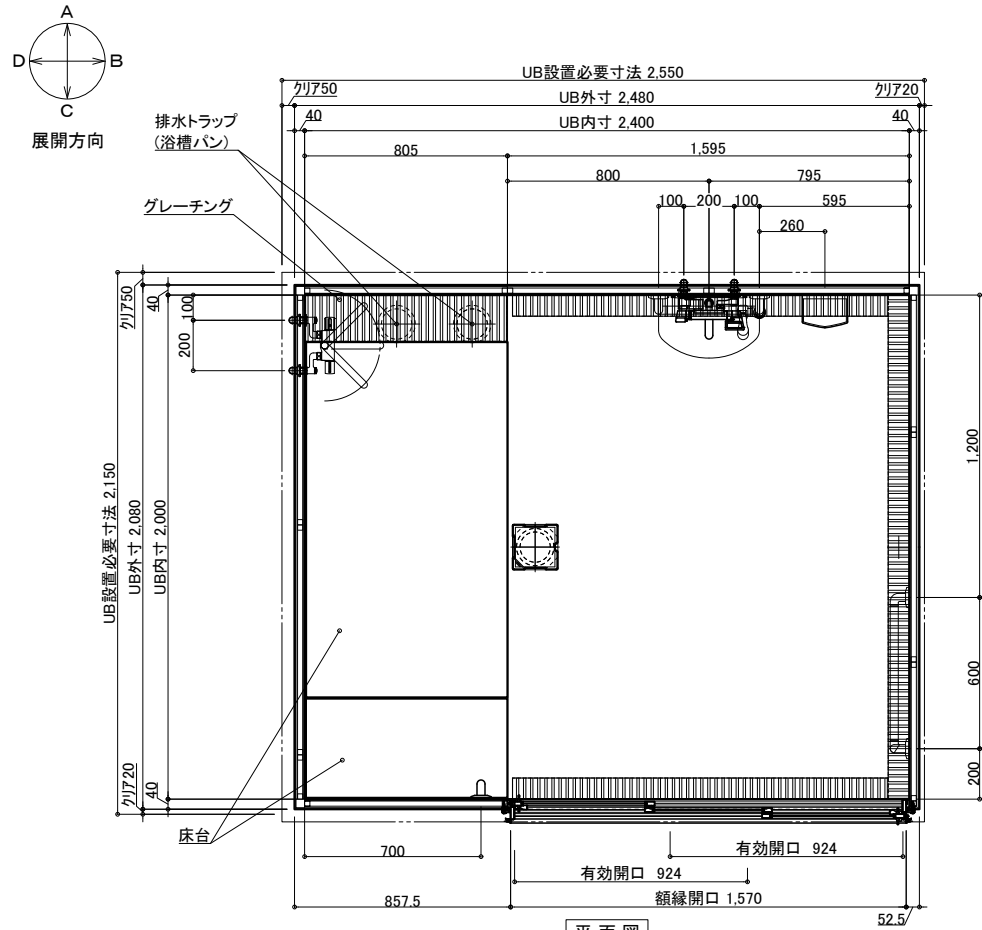 A
D B
C
展開方向
UB設置必要寸法 2,550
クリア50 UB外寸 2,480 クリア20
40 UB内寸 2,400 40
排水トラップ
(浴槽パン)
805 1,595
800 795
グレーチング
100 200 100 595
260
クリア50
40
100
200
UB設置必要寸法 2,150
UB外寸 2,080
UB内寸 2,000
1,200
600
200
クリア20
40
床台
700
有効開口 924
有効開口 924
857.5 額縁開口 1,570
52.5
平面図